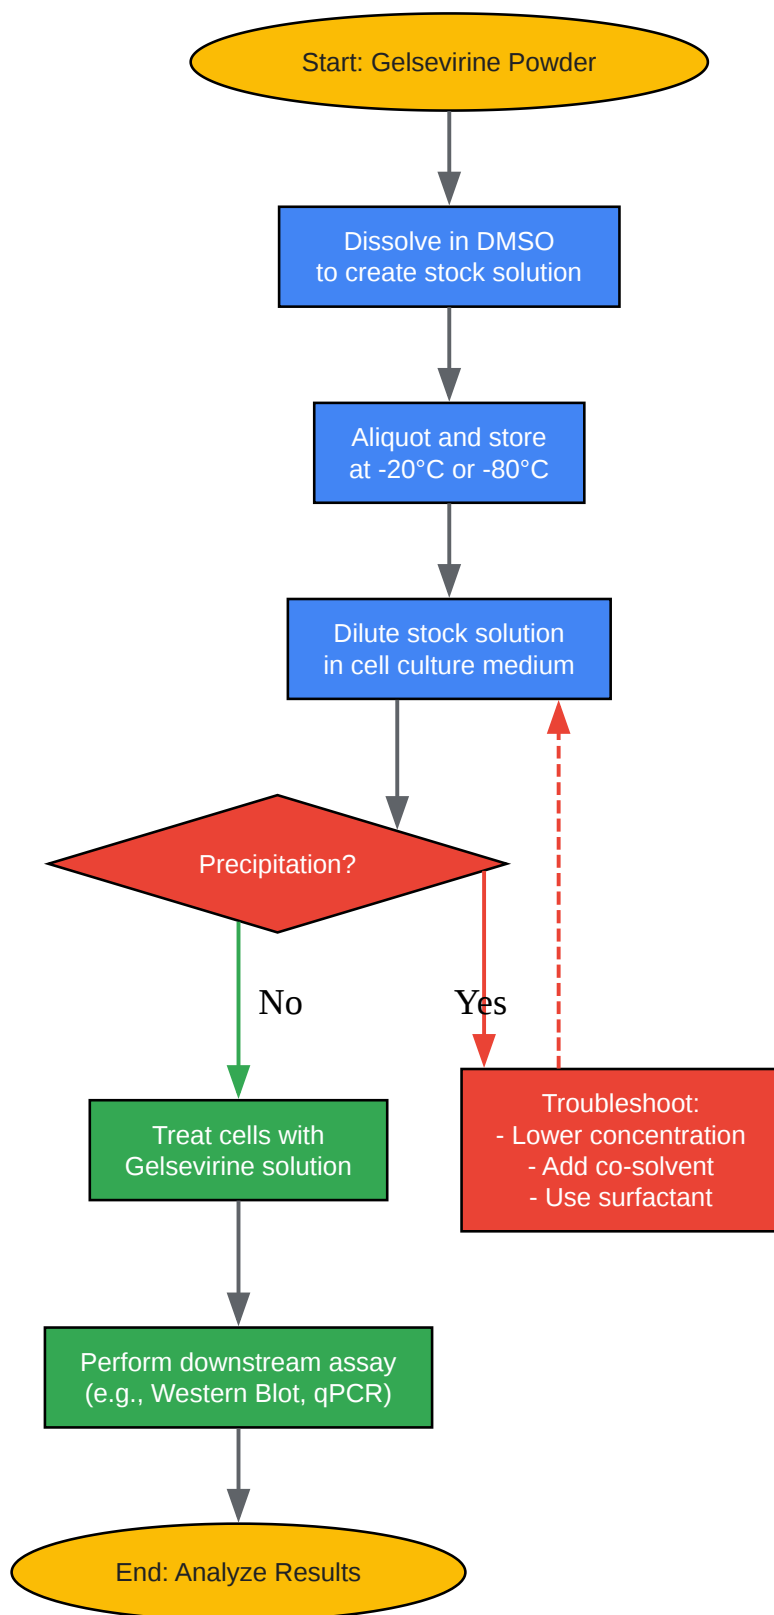 Start: Gelsevirine Powder
Dissolve in DMSO
to create stock solution
Aliquot and store
at -20°C or -80°C
Dilute stock solution
in cell culture medium
Precipitation?
No
Yes
Troubleshoot:
- Lower concentration
- Add co-solvent
- Use surfactant
Treat cells with
Gelsevirine solution
Perform downstream assay
(e.g., Western Blot, qPCR)
End: Analyze Results